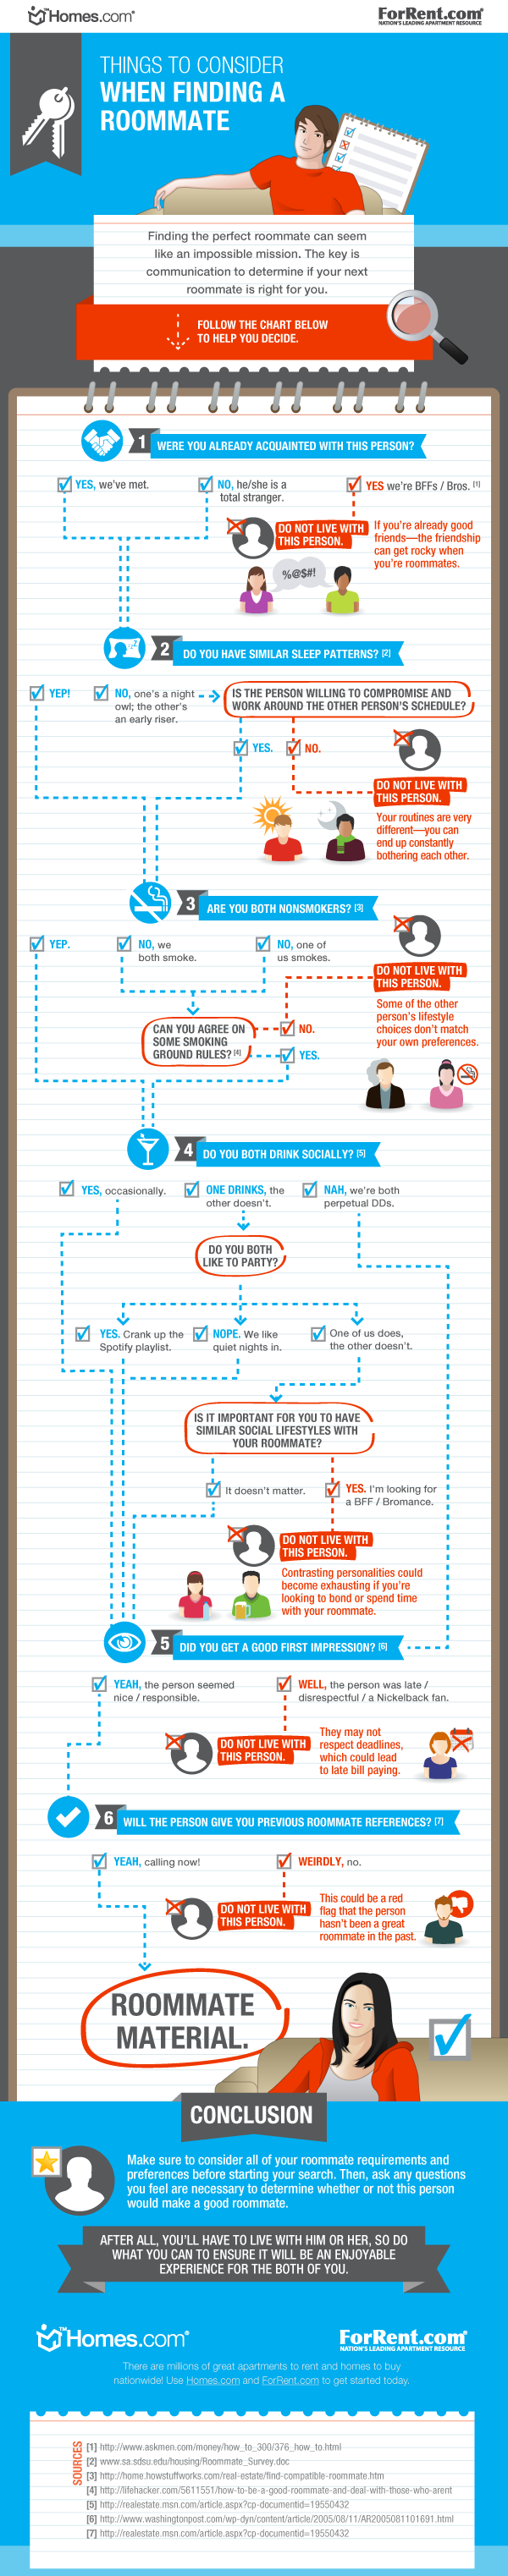 Homes.com®
ForRent.com®
NATION'S LEADING APARTMENT RESOURCE
THINGS TO CONSIDER
WHEN FINDING A
ROOMMATE
Finding the perfect roommate can seem
like an impossible mission. The key is
communication to determine if your next
roommate is right for you.
FOLLOW THE CHART BELOW
TO HELP YOU DECIDE.
1 WERE YOU ALREADY ACQUAINTED WITH THIS PERSON?
YES, we've met.
NO, he/she is a
total stranger.
YES we're BFFs / Bros. [1]
DO NOT LIVE WITH
THIS PERSON.
If you're already good
friends—the friendship
can get rocky when
you're roommates.
%@$#!
2 DO YOU HAVE SIMILAR SLEEP PATTERNS? [2]
YEP!
NO, one's a night
owl; the other's
an early riser.
IS THE PERSON WILLING TO COMPROMISE AND
WORK AROUND THE OTHER PERSON'S SCHEDULE?
YES.
NO.
DO NOT LIVE WITH
THIS PERSON.
Your routines are very
different—you can
end up constantly
bothering each other.
3 ARE YOU BOTH NONSMOKERS? [3]
YEP.
NO, we
both smoke.
NO, one of
us smokes.
DO NOT LIVE WITH
THIS PERSON.
Some of the other
person's lifestyle
choices don't match
your own preferences.
CAN YOU AGREE ON
SOME SMOKING
GROUND RULES? [4]
NO.
YES.
4 DO YOU BOTH DRINK SOCIALLY? [5]
YES, occasionally.
ONE DRINKS, the
other doesn't.
NAH, we're both
perpetual DDs.
DO YOU BOTH
LIKE TO PARTY?
YES. Crank up the
Spotify playlist.
NOPE. We like
quiet nights in.
One of us does,
the other doesn't.
IS IT IMPORTANT FOR YOU TO HAVE
SIMILAR SOCIAL LIFESTYLES WITH
YOUR ROOMMATE?
It doesn't matter.
YES. I'm looking for
a BFF / Bromance.
DO NOT LIVE WITH
THIS PERSON.
Contrasting personalities could
become exhausting if you're
looking to bond or spend time
with your roommate.
5 DID YOU GET A GOOD FIRST IMPRESSION? [6]
YEAH, the person seemed
nice / responsible.
WELL, the person was late /
disrespectful / a Nickelback fan.
DO NOT LIVE WITH
THIS PERSON.
They may not
respect deadlines,
which could lead
to late bill paying.
6 WILL THE PERSON GIVE YOU PREVIOUS ROOMMATE REFERENCES? [7]
YEAH, calling now!
WEIRDLY, no.
DO NOT LIVE WITH
THIS PERSON.
This could be a red
flag that the person
hasn't been a great
roommate in the past.
ROOMMATE
MATERIAL.
CONCLUSION
Make sure to consider all of your roommate requirements and
preferences before starting your search. Then, ask any questions
you feel are necessary to determine whether or not this person
would make a good roommate.
AFTER ALL, YOU'LL HAVE TO LIVE WITH HIM OR HER, SO DO
WHAT YOU CAN TO ENSURE IT WILL BE AN ENJOYABLE
EXPERIENCE FOR THE BOTH OF YOU.
Homes.com®
ForRent.com®
NATION'S LEADING APARTMENT RESOURCE
There are millions of great apartments to rent and homes to buy
nationwide! Use Homes.com and ForRent.com to get started today.
SOURCES
[1] http://www.askmen.com/money/how_to_300/376_how_to.html
[2] www.sa.sdsu.edu/housing/Roommate_Survey.doc
[3] http://home.howstuffworks.com/real-estate/find-compatible-roommate.htm
[4] http://lifehacker.com/5611551/how-to-be-a-good-roommate-and-deal-with-those-who-arent
[5] http://realestate.msn.com/article.aspx?cp-documentid=19550432
[6] http://www.washingtonpost.com/wp-dyn/content/article/2005/08/11/AR2005081101691.html
[7] http://realestate.msn.com/article.aspx?cp-documentid=19550432